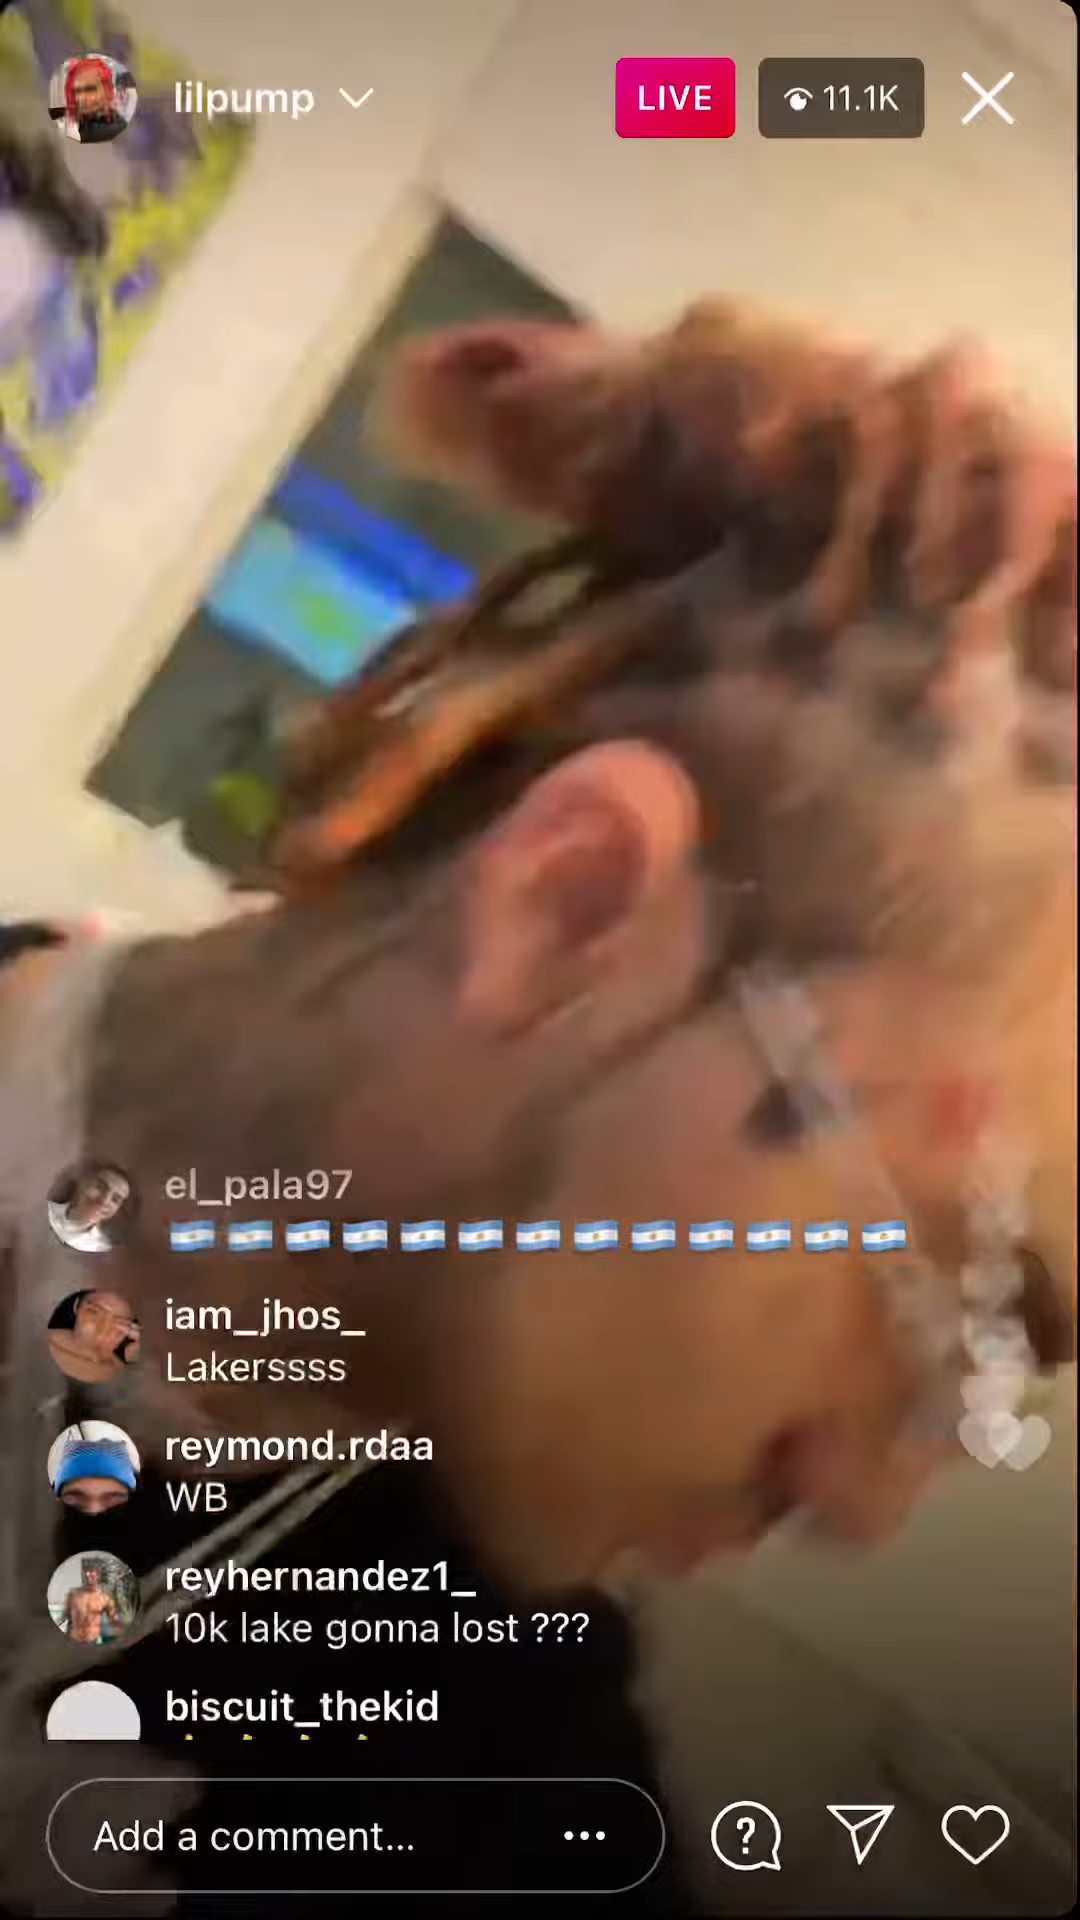 lilpump
LIVE
11.1K
el_pala97
🇦🇷🇦🇷🇦🇷🇦🇷🇦🇷🇦🇷🇦🇷🇦🇷🇦🇷🇦🇷🇦🇷🇦🇷🇦🇷
iam_jhos_
Lakerssss
reymond.rdaa
WB
reyhernandez1_
10k lake gonna lost ???
biscuit_thekid
Add a comment...